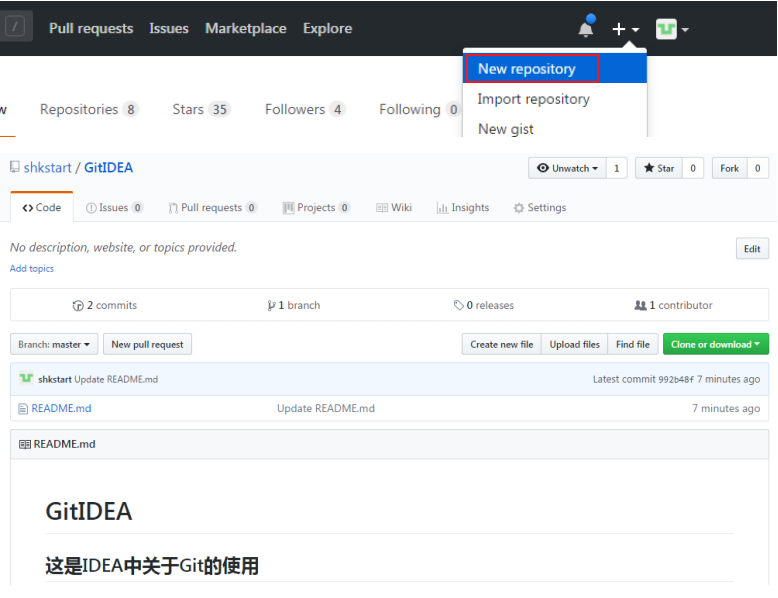 / Pull requests Issues Marketplace Explore
New repository
Import repository
New gist
w Repositories 8 Stars 35 Followers 4 Following 0
shkstart / GitIDEA Unwatch 1 Star 0 Fork 0
Code Issues 0 Pull requests 0 Projects 0 Wiki Insights Settings
No description, website, or topics provided. Edit
Add topics
2 commits 1 branch 0 releases 1 contributor
Branch: master New pull request Create new file Upload files Find file Clone or download
shkstart Update README.md Latest commit 992b48f 7 minutes ago
README.md Update README.md 7 minutes ago
README.md
GitIDEA
这是IDEA中关于Git的使用